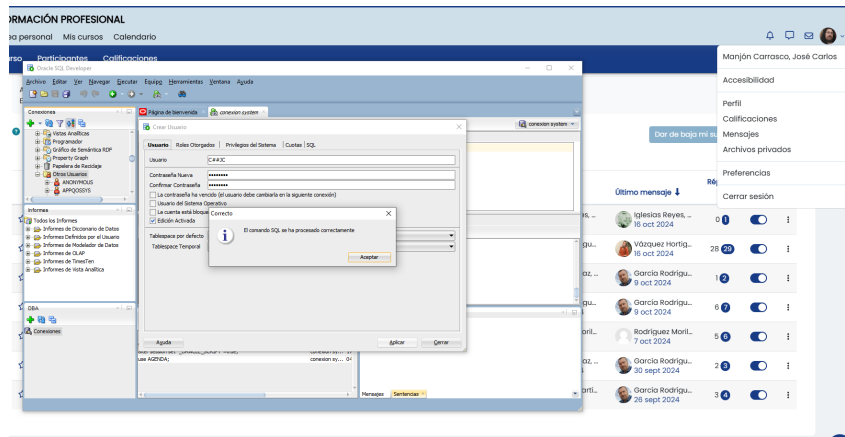 ORMACIÓN PROFESIONAL
ea personal Mis cursos Calendario
Manjón Carrasco, José Carlos
Accesibilidad
Perfil
Calificaciones
Mensajes
Archivos privados
Preferencias
Cerrar sesión
rso Participantes Calificaciones
Dar de baja mi su
Último mensaje
Oracle SQL Developer
Archivo Editar Ver Navegar Ejecutar Equipo Herramientas Ventana Ayuda
Conexiones
Página de bienvenida
conexion system
conexion system
Vistas Analíticas
Programador
Gráfico de Semántica RDF
Property Graph
Papelera de Reciclaje
Otros Usuarios
ANONYMOUS
APPQOSSYS
Informes
Todos los Informes
Informes de Diccionario de Datos
Informes Definidos por el Usuario
Informes de Modelador de Datos
Informes de OLAP
Informes de TimesTen
Informes de Vista Analítica
DBA
Conexiones
Crear Usuario
Usuario Roles Otorgados Privilegios del Sistema Cuotas SQL
Usuario C##JC
Contraseña Nueva ••••••••
Confirmar Contraseña ••••••••
La contraseña ha vencido (el usuario debe cambiarla en la siguiente conexión)
Usuario del Sistema Operativo
La cuenta está bloque
Edición Activada
Tablespace por defecto
Tablespace Temporal
Correcto
El comando SQL se ha procesado correctamente
Aceptar
Ayuda Aplicar Cerrar
use AGENDA; conexion sy... 04
Mensajes Sentencias
Iglesias Reyes, ...
16 oct 2024
0 1
Vázquez Hortig...
16 oct 2024
28 29
García Rodrígu...
9 oct 2024
1 2
García Rodrígu...
9 oct 2024
6 7
Rodríguez Moril...
7 oct 2024
5 6
García Rodrígu...
30 sept 2024
2 3
García Rodrígu...
26 sept 2024
3 4